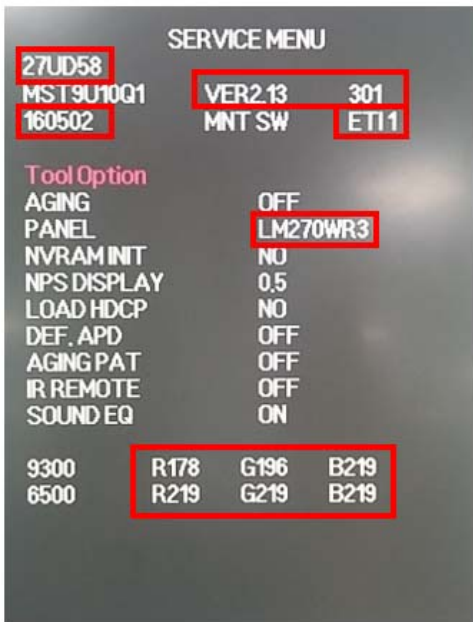 SERVICE MENU
27UD58
MST9U10Q1 VER2.13 301
160502 MNT SW ETI 1
Tool Option
AGING OFF
PANEL LM270WR3
NVRAM INIT NO
NPS DISPLAY 0.5
LOAD HDCP NO
DEF. APD OFF
AGING PAT OFF
IR REMOTE OFF
SOUND EQ ON
9300 R178 G196 B219
6500 R219 G219 B219